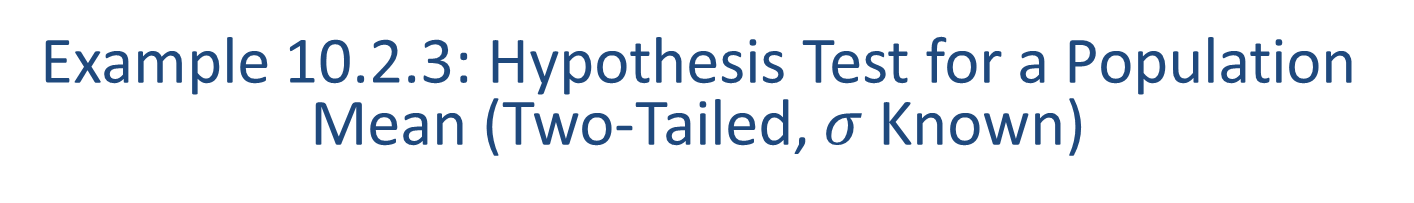 Example 10.2.3: Hypothesis Test for a Population
Mean (Two-Tailed, 𝜎 Known)